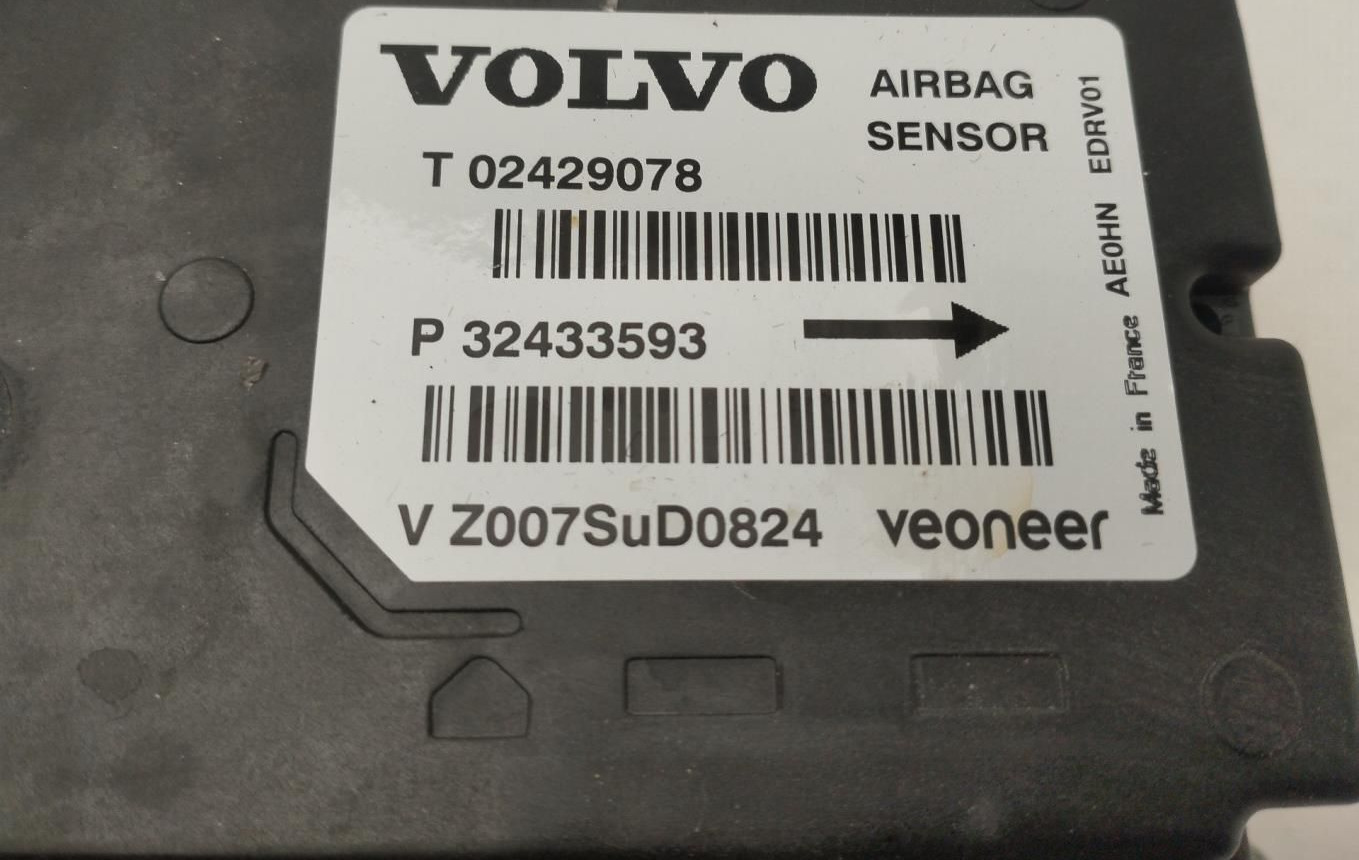 VOLVO
AIRBAG
SENSOR
T 02429078
P 32433593
V Z007SuD0824
veoneer
Made in France AE0HN EDRV01